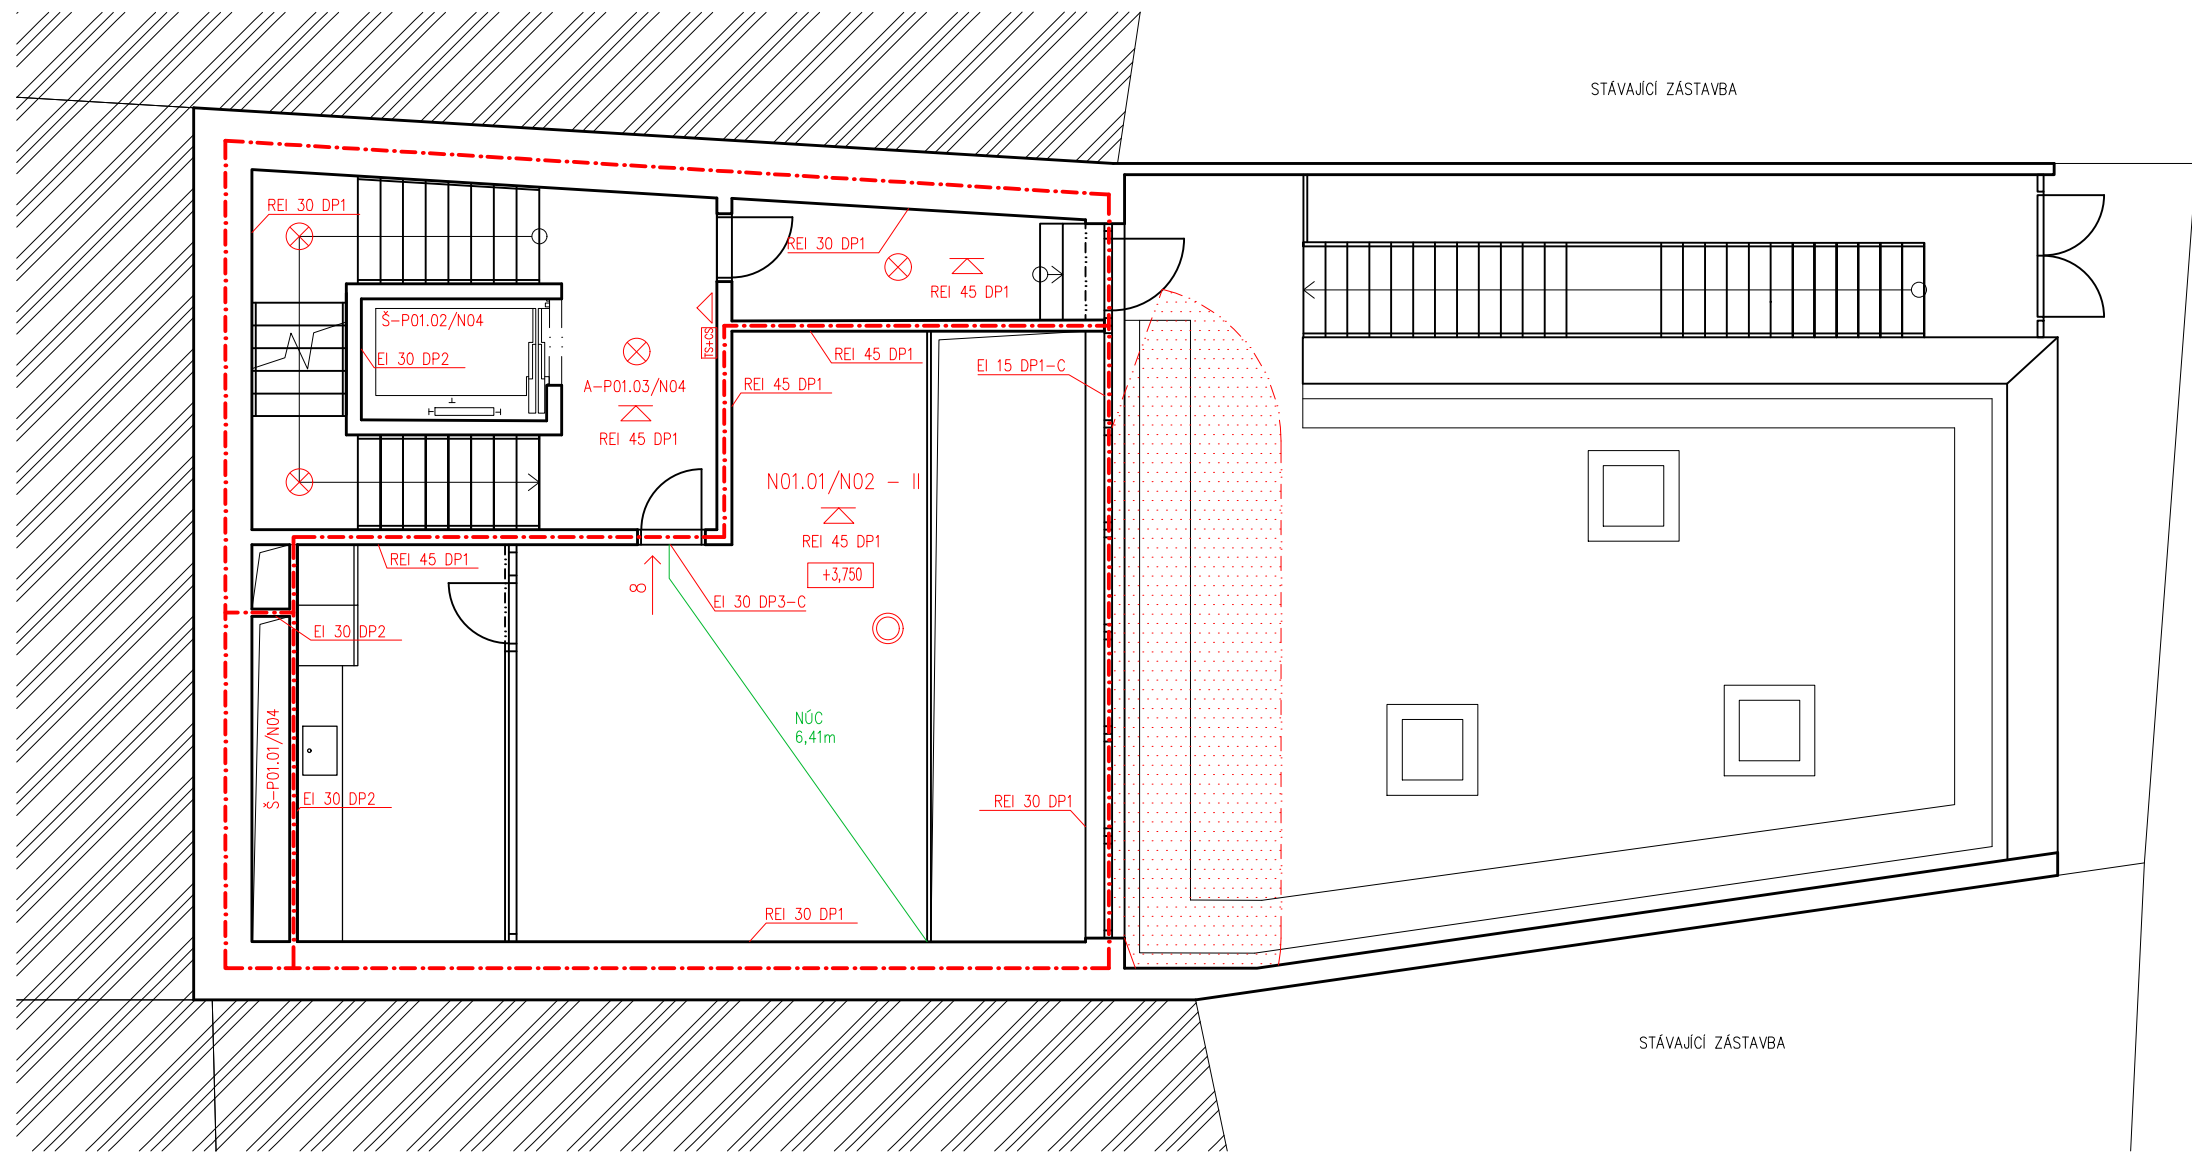 STÁVAJÍCÍ ZÁSTAVBA
REI 30 DP1
REI 30 DP1
REI 45 DP1
Š-P01.02/N04
EI 30 DP2
TS+CS
A-P01.03/N04
REI 45 DP1
REI 45 DP1
REI 45 DP1
EI 15 DP1-C
N01.01/N02 - II
REI 45 DP1
+3,750
REI 45 DP1
8
EI 30 DP3-C
EI 30 DP2
NÚC
6,41m
Š-P01.01/N04
EI 30 DP2
REI 30 DP1
REI 30 DP1
STÁVAJÍCÍ ZÁSTAVBA